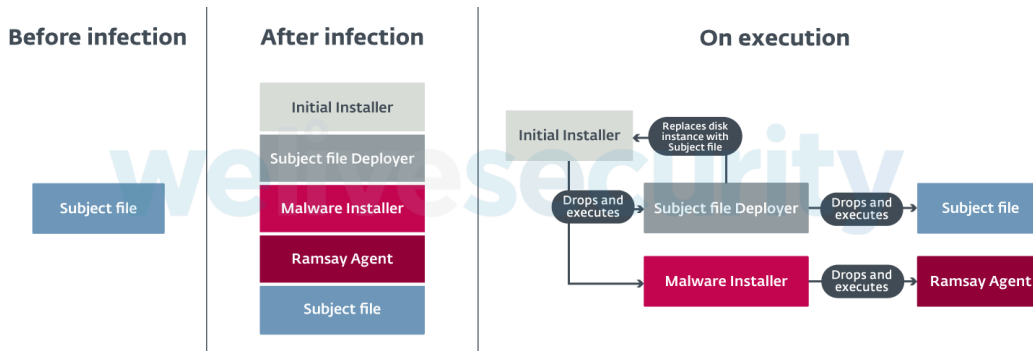 Before infection
After infection
On execution
Subject file
Initial Installer
Subject file Deployer
Malware Installer
Ramsay Agent
Subject file
Initial Installer
Replaces disk
instance with
Subject file
Drops and
executes
Subject file Deployer
Drops and
executes
Subject file
Malware Installer
Drops and
executes
Ramsay Agent
welivesecurity